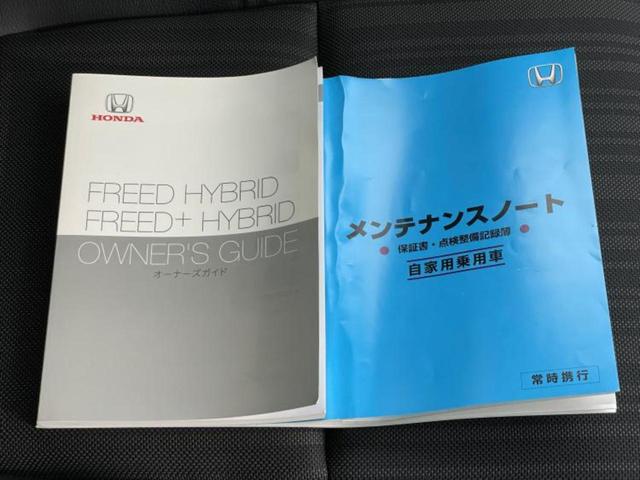 HONDA
FREED HYBRID
FREED+ HYBRID
OWNER'S GUIDE
オーナーズガイド
メンテナンスノート
保証書・点検整備記録簿
自家用乗用車
常時携行